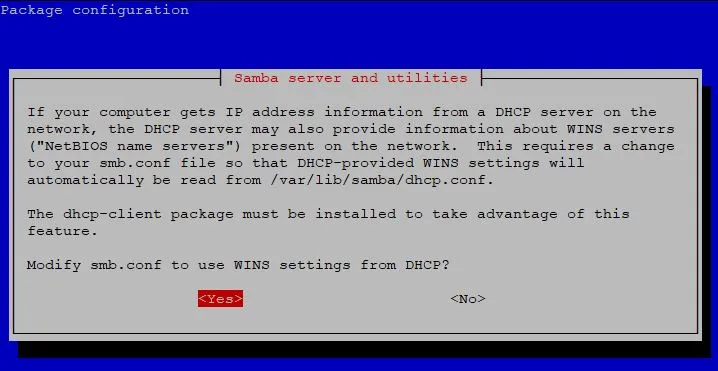 Package configuration
Samba server and utilities
If your computer gets IP address information from a DHCP server on the
network, the DHCP server may also provide information about WINS servers
("NetBIOS name servers") present on the network.  This requires a change
to your smb.conf file so that DHCP-provided WINS settings will
automatically be read from /var/lib/samba/dhcp.conf.
The dhcp-client package must be installed to take advantage of this
feature.
Modify smb.conf to use WINS settings from DHCP?
<Yes> <No>